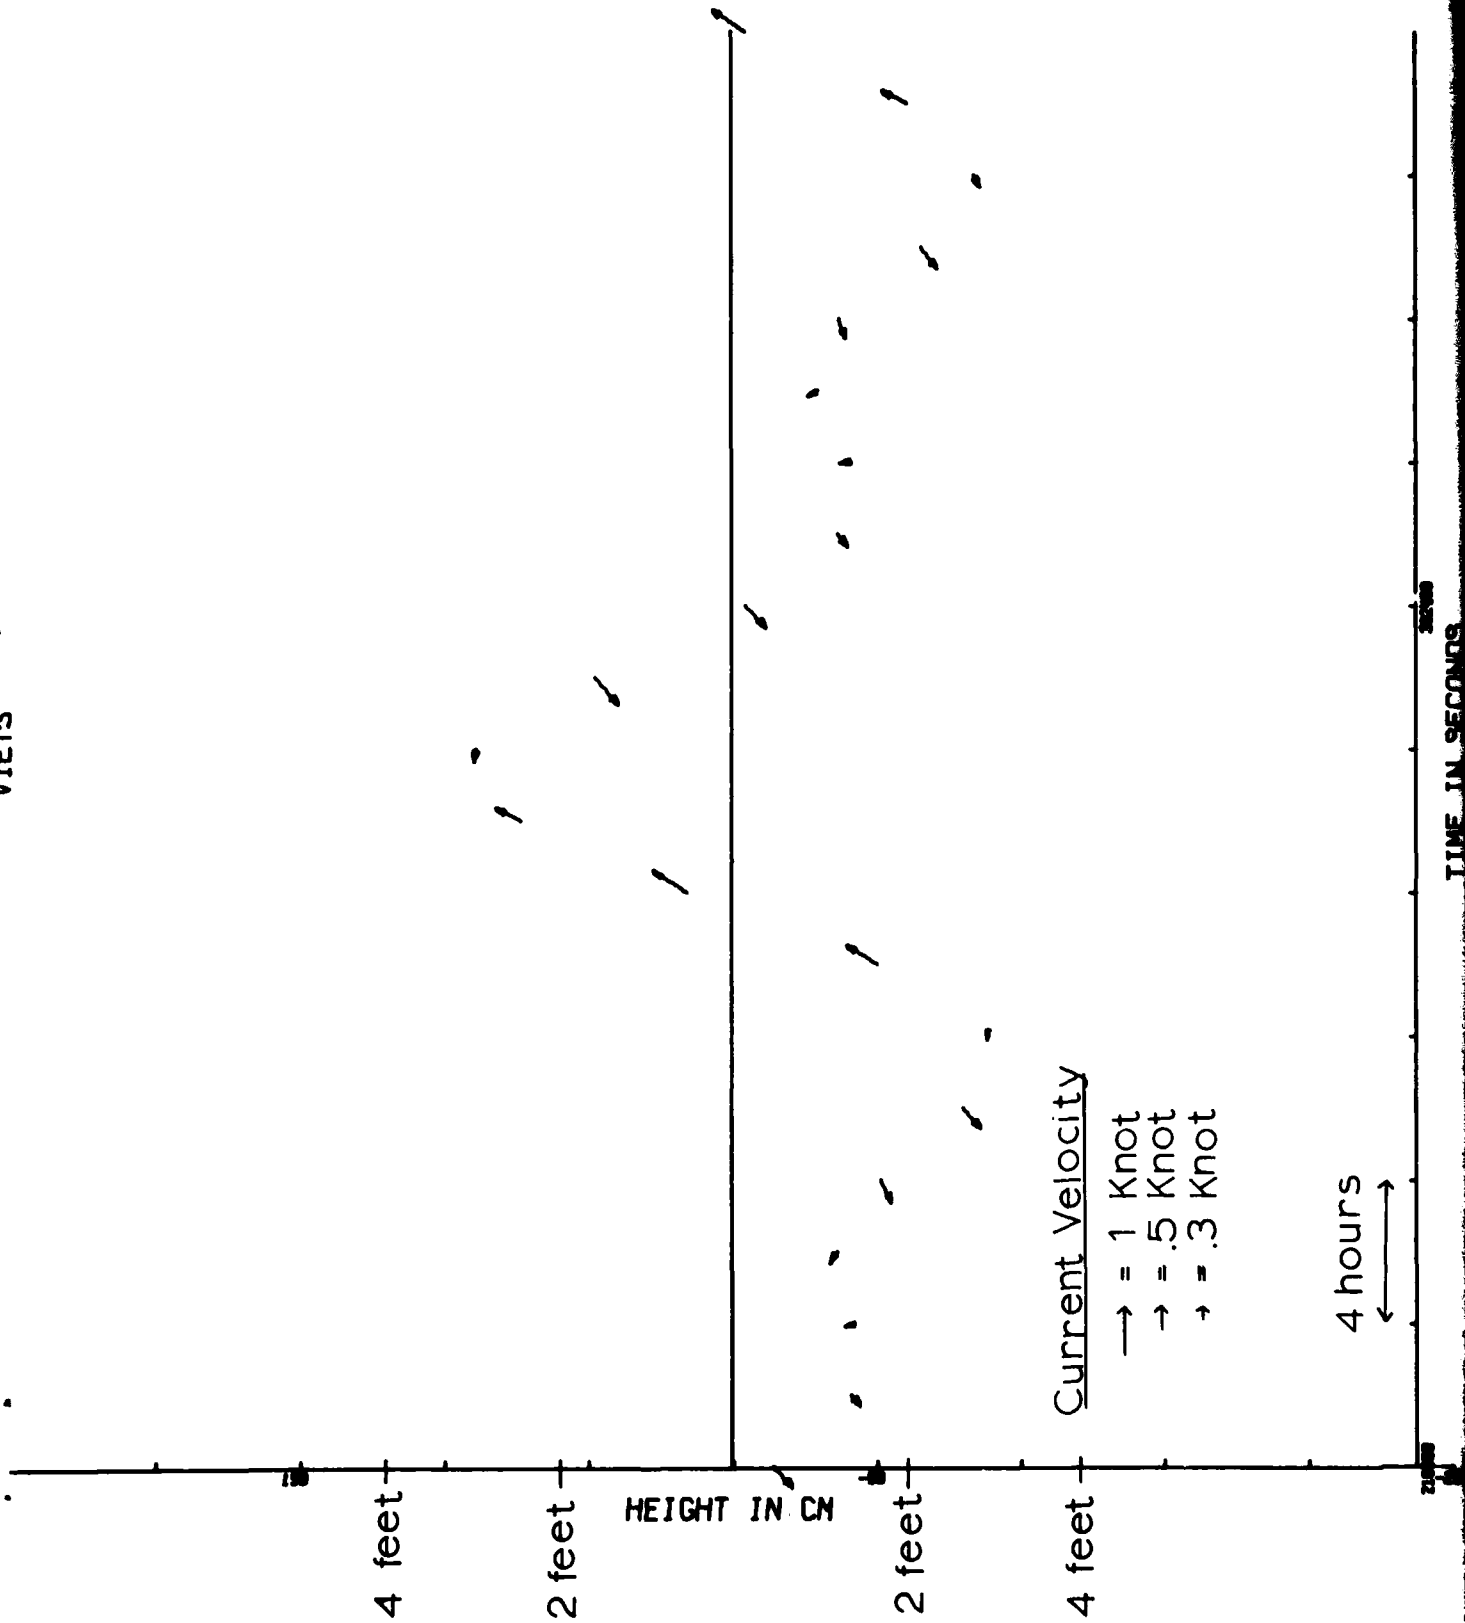 4 feet
2 feet
HEIGHT IN CM
2 feet
4 feet
Current Velocity
= 1 Knot
= .5 Knot
= .3 Knot
4 hours
TIME IN SECONDS